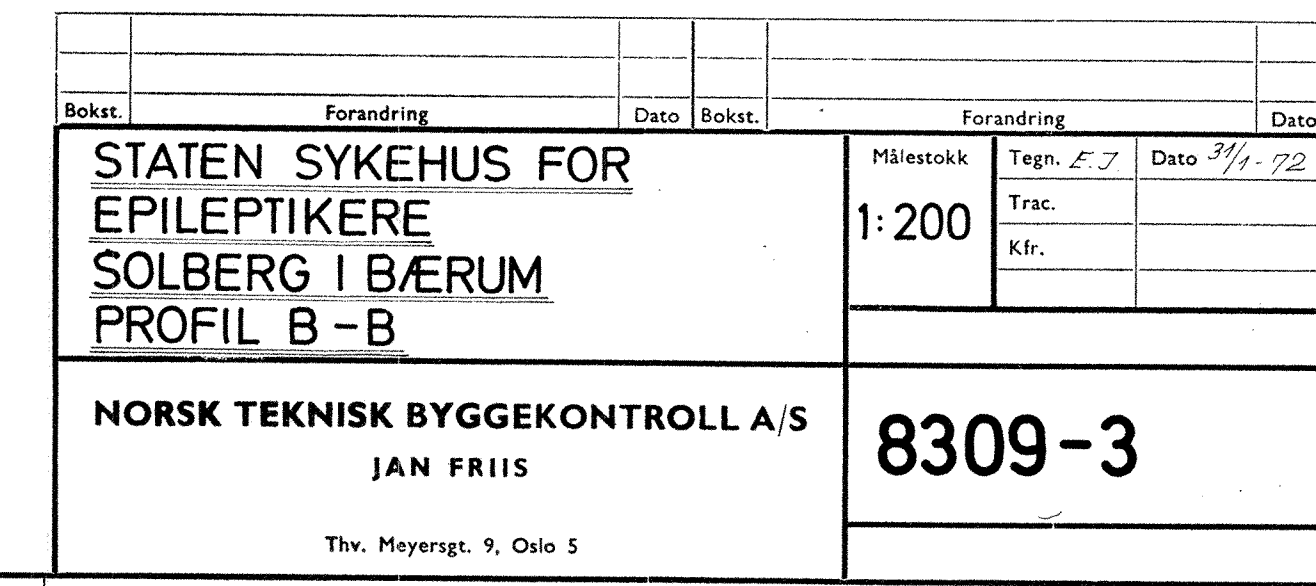 Bokst. Forandring Dato Bokst. Forandring Dato
STATEN SYKEHUS FOR
EPILEPTIKERE
SOLBERG I BÆRUM
PROFIL B-B
Målestokk
1:200
Tegn. E.J. Dato 31/1-72
Trac.
Kfr.
NORSK TEKNISK BYGGEKONTROLL A/S
JAN FRIIS
Thv. Meyersgt. 9, Oslo 5
8309-3